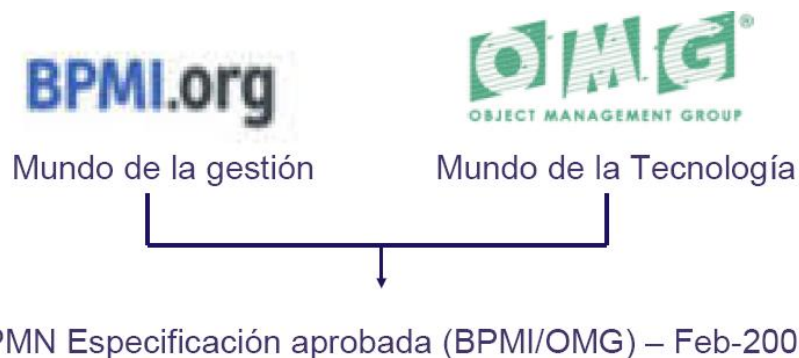 BPMI.org
OMG®
OBJECT MANAGEMENT GROUP
Mundo de la gestión
Mundo de la Tecnología
PMN Especificación aprobada (BPMI/OMG) – Feb-200